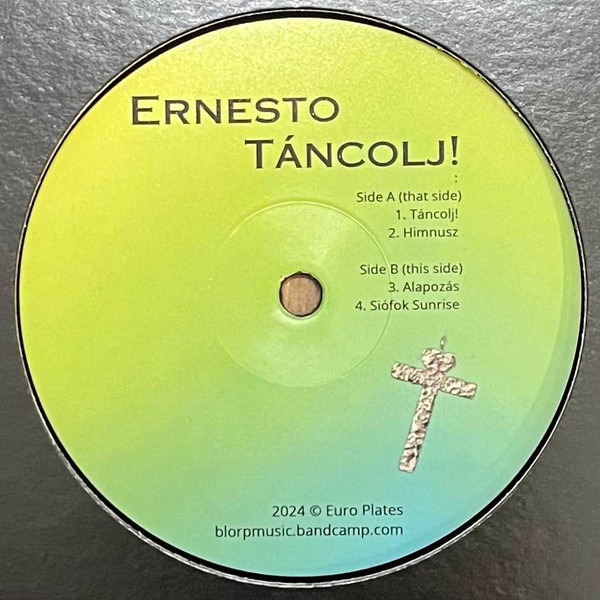 Ernesto
Táncolj!
:
Side A (that side)
1. Táncolj!
2. Himnusz
Side B (this side)
3. Alapozás
4. Siófok Sunrise
2024 © Euro Plates
blorpmusic.bandcamp.com